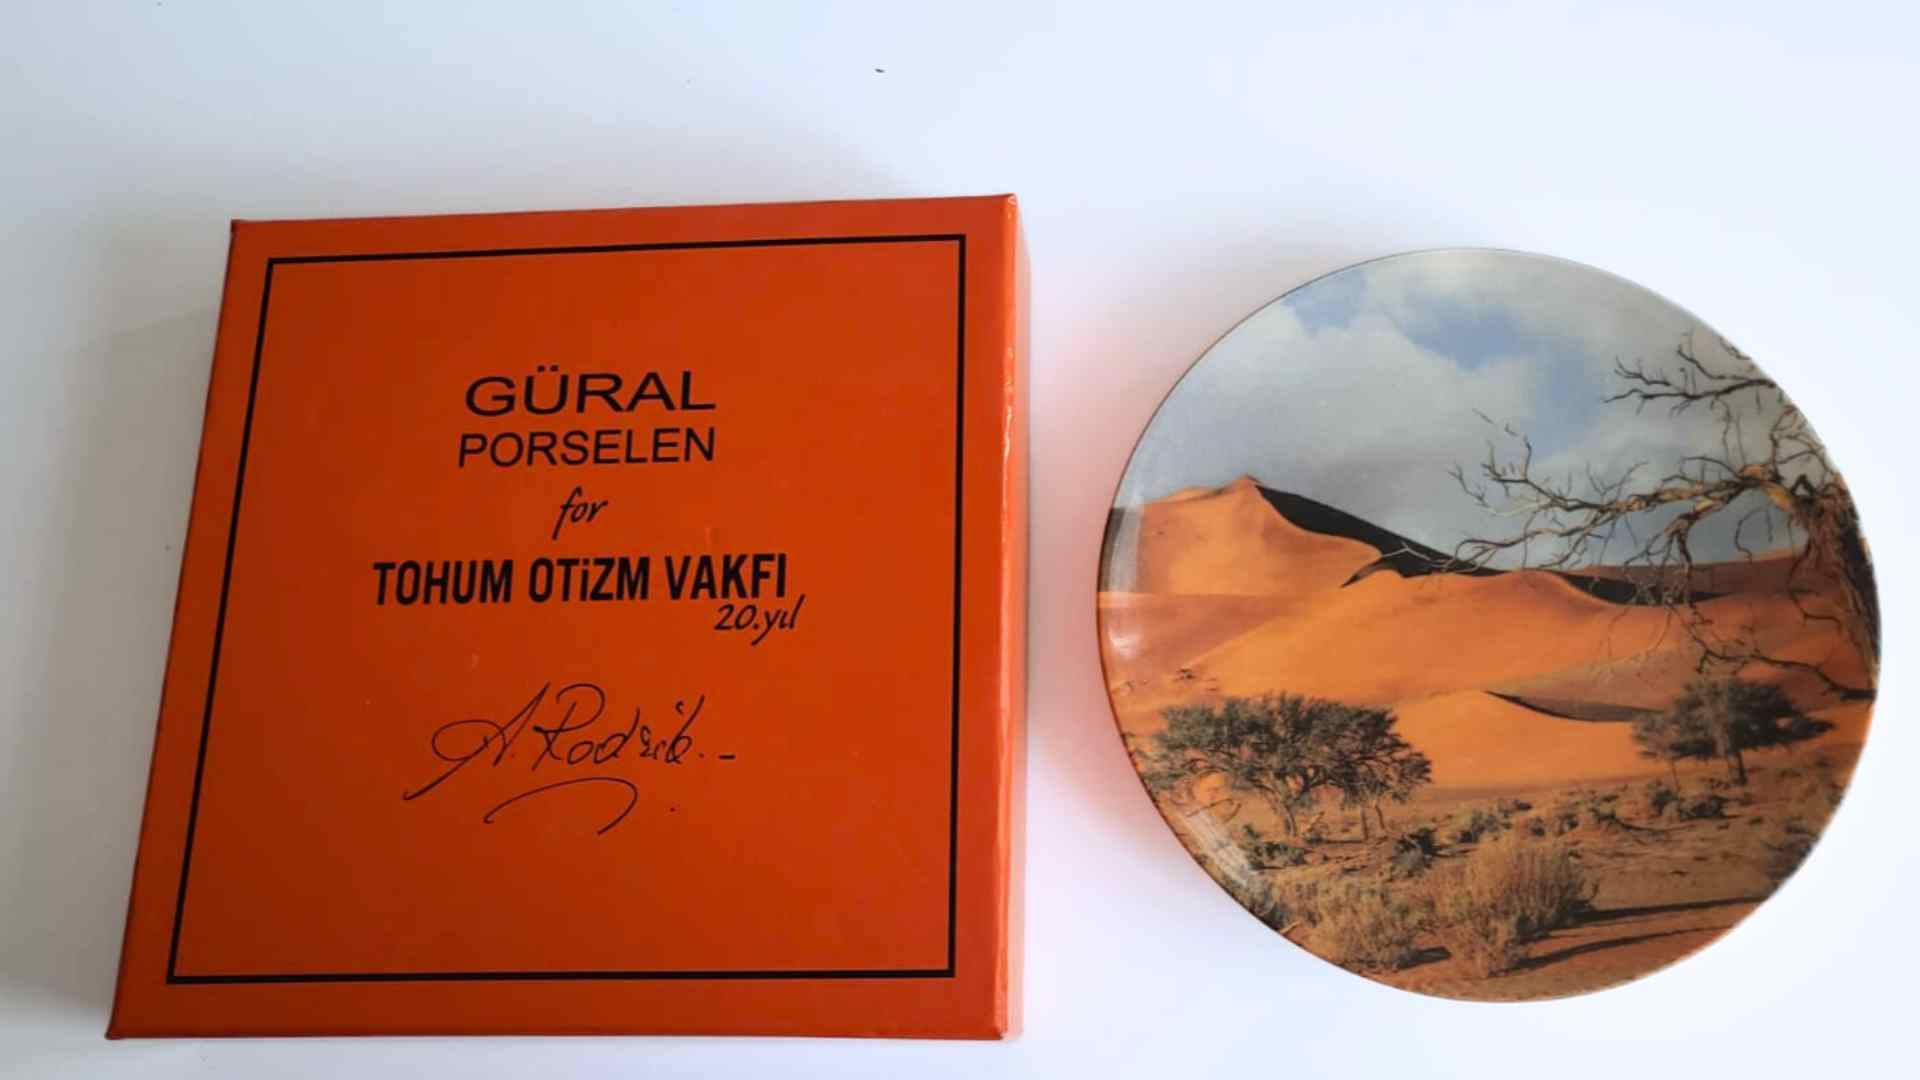 GÜRAL
PORSELEN
for
TOHUM OTiZM VAKFI
20.yıl